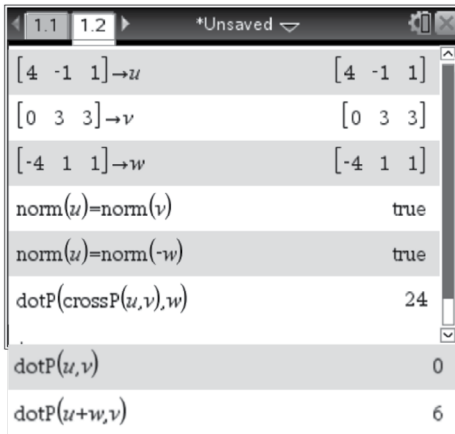 1.1 1.2 *Unsaved
[4 -1 1]→u [4 -1 1]
[0 3 3]→v [0 3 3]
[-4 1 1]→w [-4 1 1]
norm(u)=norm(v) true
norm(u)=norm(-w) true
dotP(crossP(u,v),w) 24
dotP(u,v) 0
dotP(u+w,v) 6